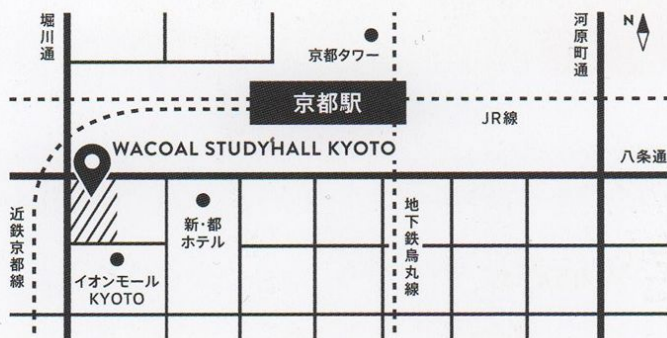 堀川通
京都タワー
河原町通
N
京都駅
JR線
WACOAL STUDYHALL KYOTO
八条通
近鉄京都線
新・都
ホテル
地下鉄烏丸線
イオンモール
KYOTO